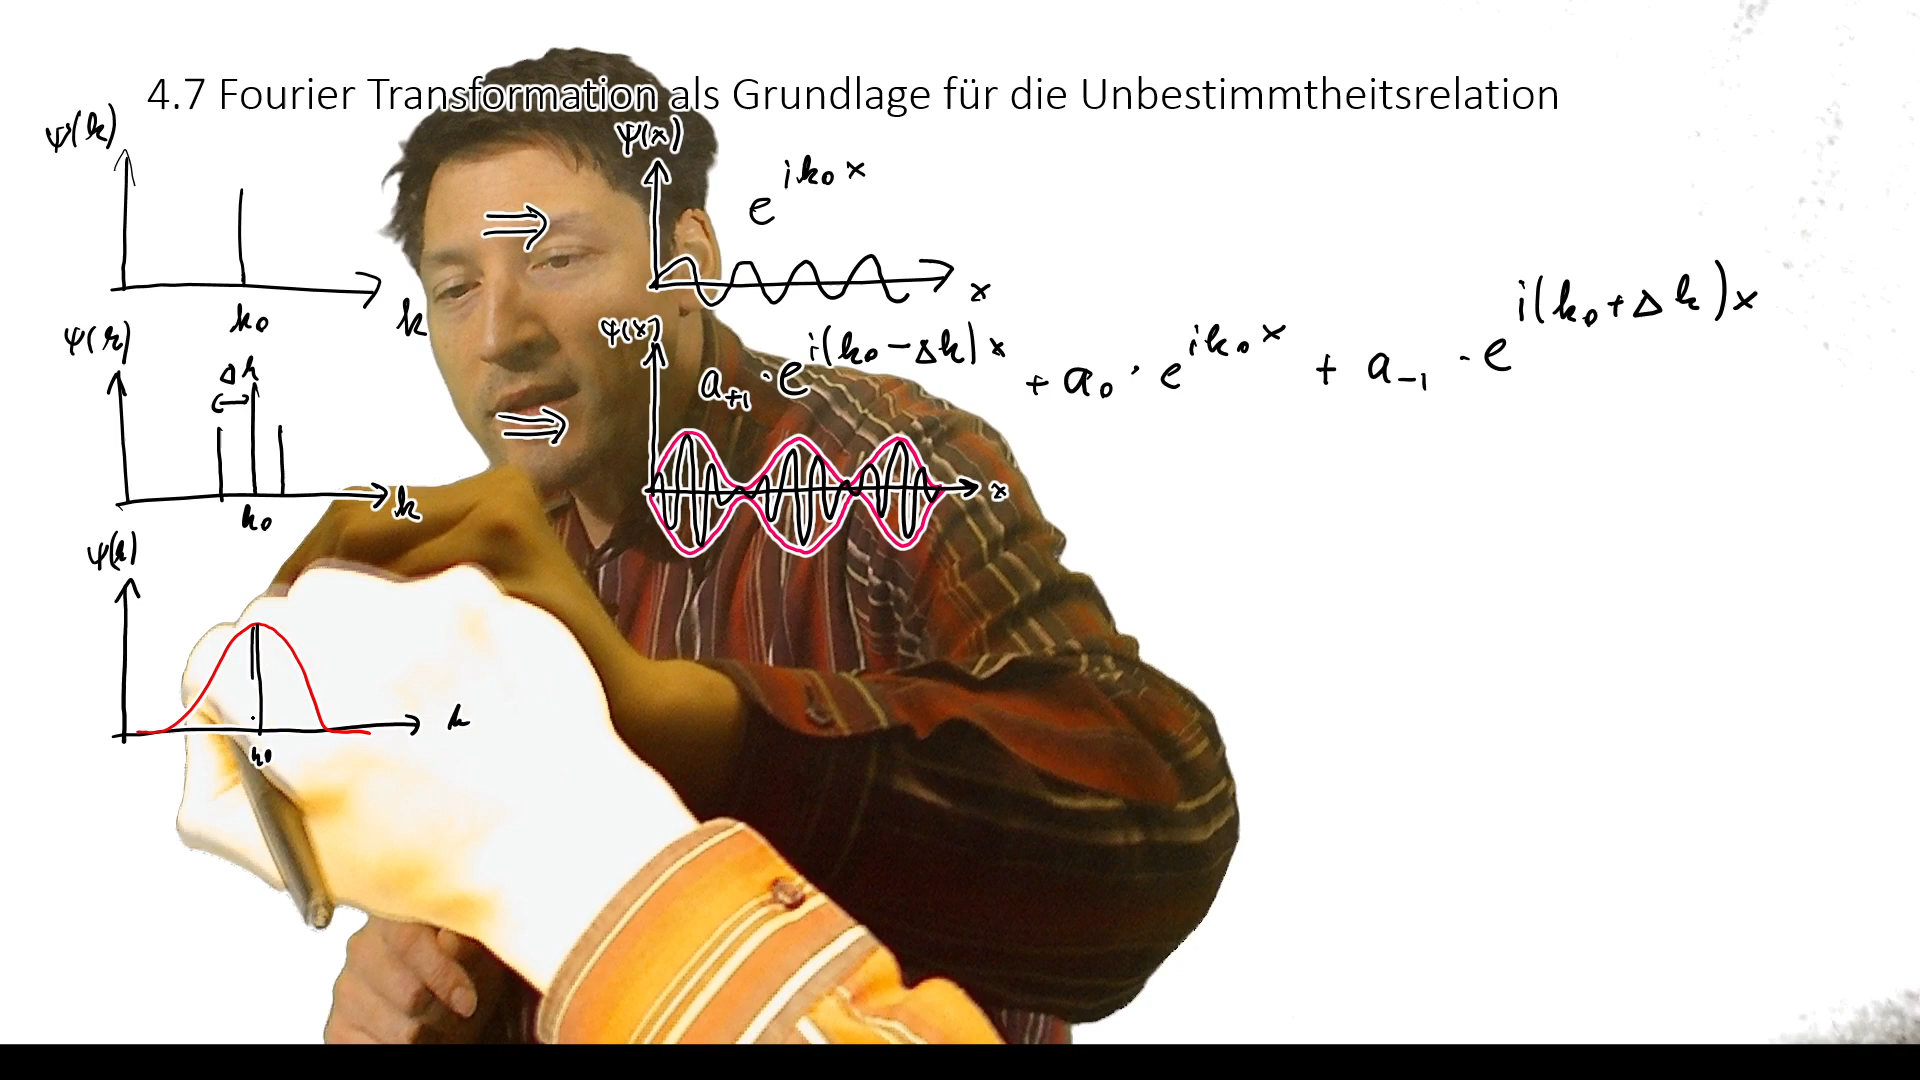 4.7 Fourier Transformation als Grundlage für die Unbestimmtheitsrelation
ψ(k)
ψ(x)
e^{ik₀x}
⇒
k₀
k
x
ψ(k)
ψ(x)
Δk
a₊₁ · e^{i(k₀-Δk)x} + a₀ · e^{ik₀x} + a₋₁ · e^{i(k₀+Δk)x}
⇒
k₀
k
x
ψ(k)
k
k₀